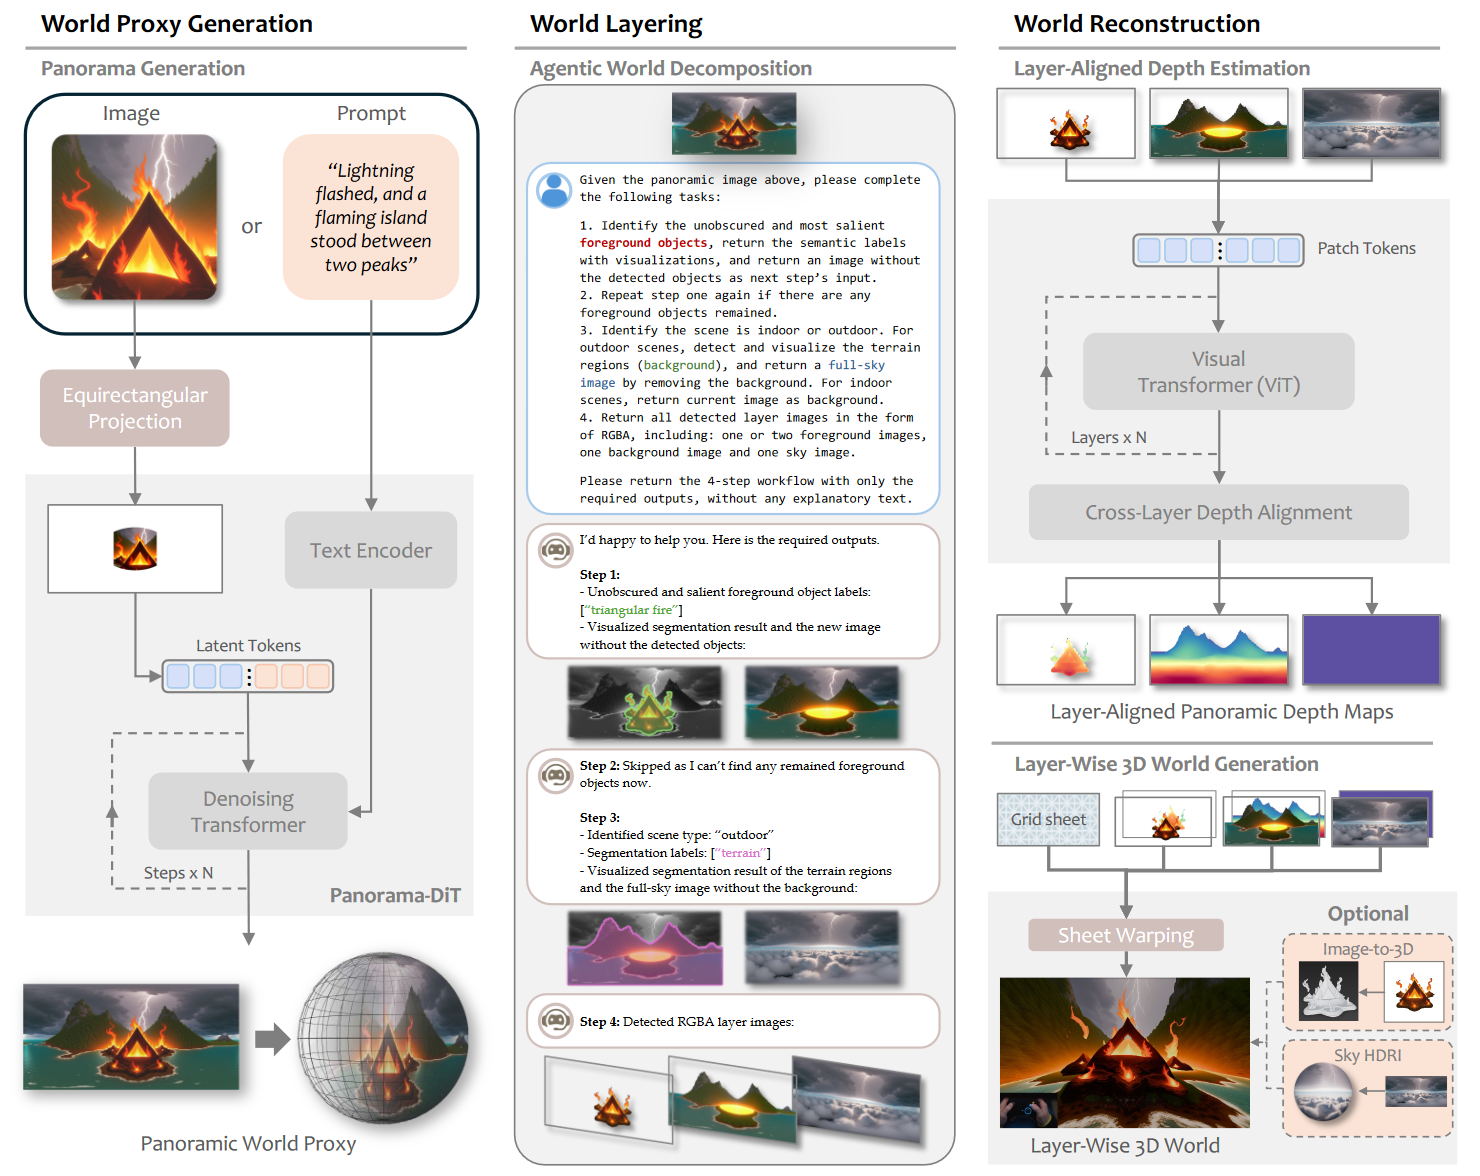 World Proxy Generation
Panorama Generation
Image
Prompt
“Lightning
flashed, and a
flaming island
stood between
two peaks”
or
Equirectangular
Projection
Text Encoder
Latent Tokens
Denoising
Transformer
Steps x N
Panorama-DiT
Panoramic World Proxy
World Layering
Agentic World Decomposition
Given the panoramic image above, please complete
the following tasks:
1. Identify the unobscured and most salient
foreground objects, return the semantic labels
with visualizations, and return an image without
the detected objects as next step’s input.
2. Repeat step one again if there are any
foreground objects remained.
3. Identify the scene is indoor or outdoor. For
outdoor scenes, detect and visualize the terrain
regions (background), and return a full-sky
image by removing the background. For indoor
scenes, return current image as background.
4. Return all detected layer images in the form
of RGBA, including: one or two foreground images,
one background image and one sky image.
Please return the 4-step workflow with only the
required outputs, without any explanatory text.
I’d happy to help you. Here is the required outputs.
Step 1:
- Unobscured and salient foreground object labels:
[“triangular fire”]
- Visualized segmentation result and the new image
without the detected objects:
Step 2: Skipped as I can’t find any remained foreground
objects now.
Step 3:
- Identified scene type: “outdoor”
- Segmentation labels: [“terrain”]
- Visualized segmentation result of the terrain regions
and the full-sky image without the background:
Step 4: Detected RGBA layer images:
World Reconstruction
Layer-Aligned Depth Estimation
Patch Tokens
Visual
Transformer (ViT)
Layers x N
Cross-Layer Depth Alignment
Layer-Aligned Panoramic Depth Maps
Layer-Wise 3D World Generation
Grid sheet
Sheet Warping
Optional
Image-to-3D
Sky HDRI
Layer-Wise 3D World